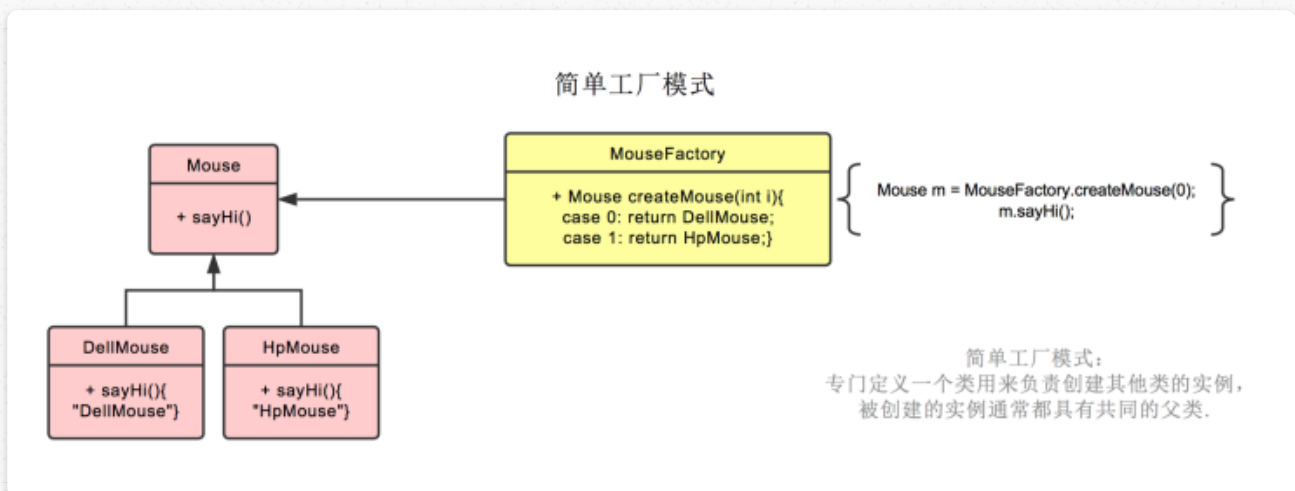 简单工厂模式
Mouse
+ sayHi()
MouseFactory
+ Mouse createMouse(int i){
case 0: return DellMouse;
case 1: return HpMouse;}
Mouse m = MouseFactory.createMouse(0);
m.sayHi();
DellMouse
+ sayHi(){
"DellMouse"}
HpMouse
+ sayHi(){
"HpMouse"}
简单工厂模式：
专门定义一个类用来负责创建其他类的实例，
被创建的实例通常都具有共同的父类.